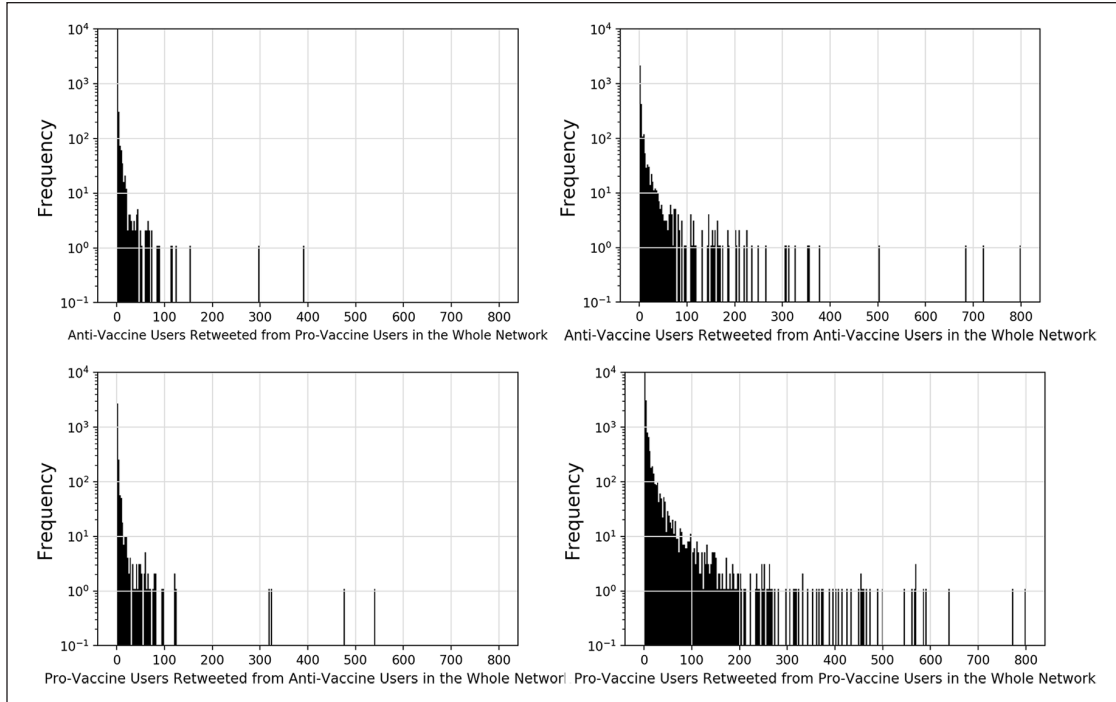 10⁴
10³
10²
10¹
10⁰
10⁻¹
Frequency
0 100 200 300 400 500 600 700 800
Anti-Vaccine Users Retweeted from Pro-Vaccine Users in the Whole Network
10⁴
10³
10²
10¹
10⁰
10⁻¹
Frequency
0 100 200 300 400 500 600 700 800
Anti-Vaccine Users Retweeted from Anti-Vaccine Users in the Whole Network
10⁴
10³
10²
10¹
10⁰
10⁻¹
Frequency
0 100 200 300 400 500 600 700 800
Pro-Vaccine Users Retweeted from Anti-Vaccine Users in the Whole Networ
10⁴
10³
10²
10¹
10⁰
10⁻¹
Frequency
0 100 200 300 400 500 600 700 800
Pro-Vaccine Users Retweeted from Pro-Vaccine Users in the Whole Network